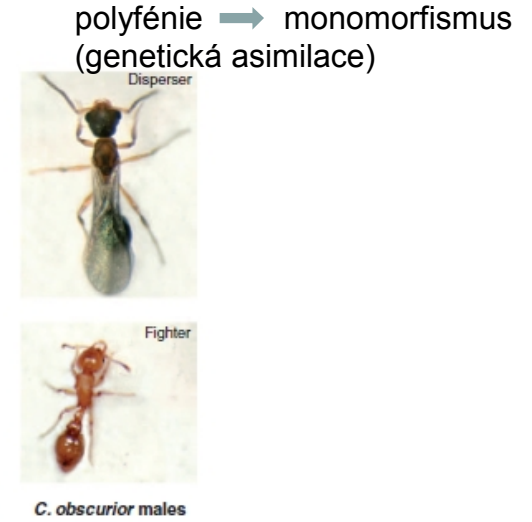 polyfénie → monomorfismus
(genetická asimilace)
Disperser
Fighter
C. obscurior males